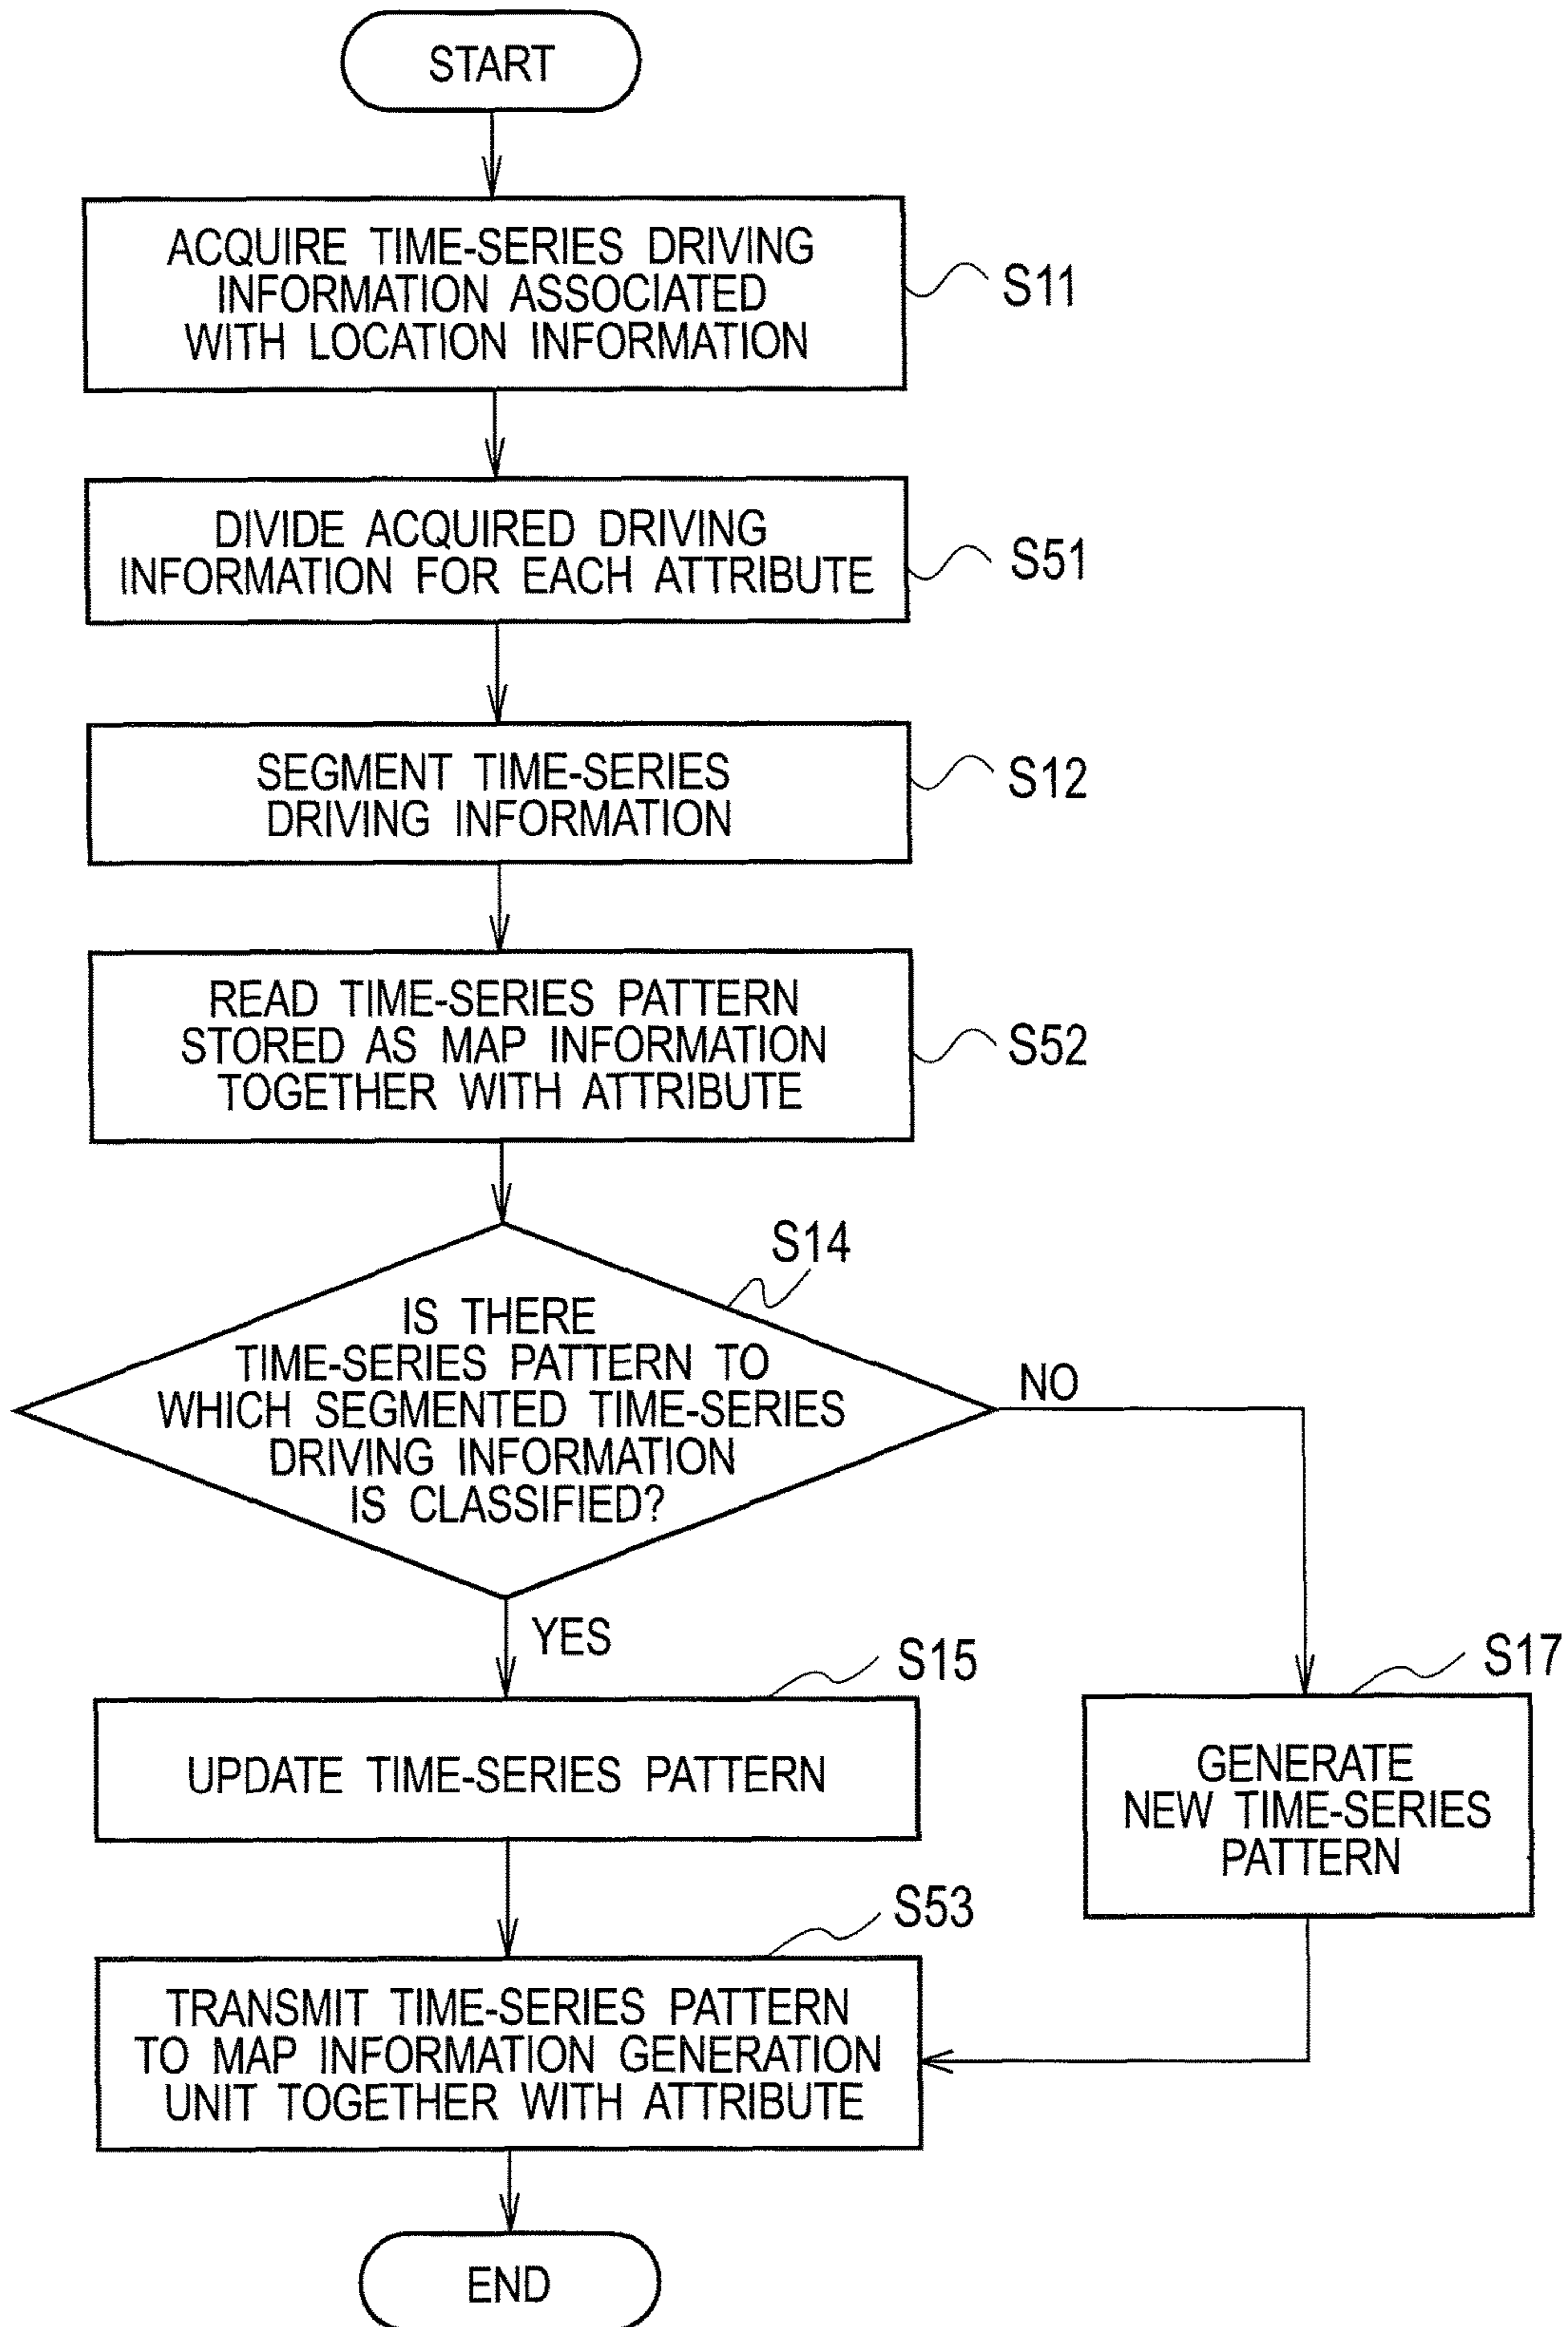 START
ACQUIRE TIME-SERIES DRIVING
INFORMATION ASSOCIATED
WITH LOCATION INFORMATION
S11
DIVIDE ACQUIRED DRIVING
INFORMATION FOR EACH ATTRIBUTE
S51
SEGMENT TIME-SERIES
DRIVING INFORMATION
S12
READ TIME-SERIES PATTERN
STORED AS MAP INFORMATION
TOGETHER WITH ATTRIBUTE
S52
S14
IS THERE
TIME-SERIES PATTERN TO
WHICH SEGMENTED TIME-SERIES
DRIVING INFORMATION
IS CLASSIFIED?
NO
YES
S15
UPDATE TIME-SERIES PATTERN
S17
GENERATE
NEW TIME-SERIES
PATTERN
S53
TRANSMIT TIME-SERIES PATTERN
TO MAP INFORMATION GENERATION
UNIT TOGETHER WITH ATTRIBUTE
END